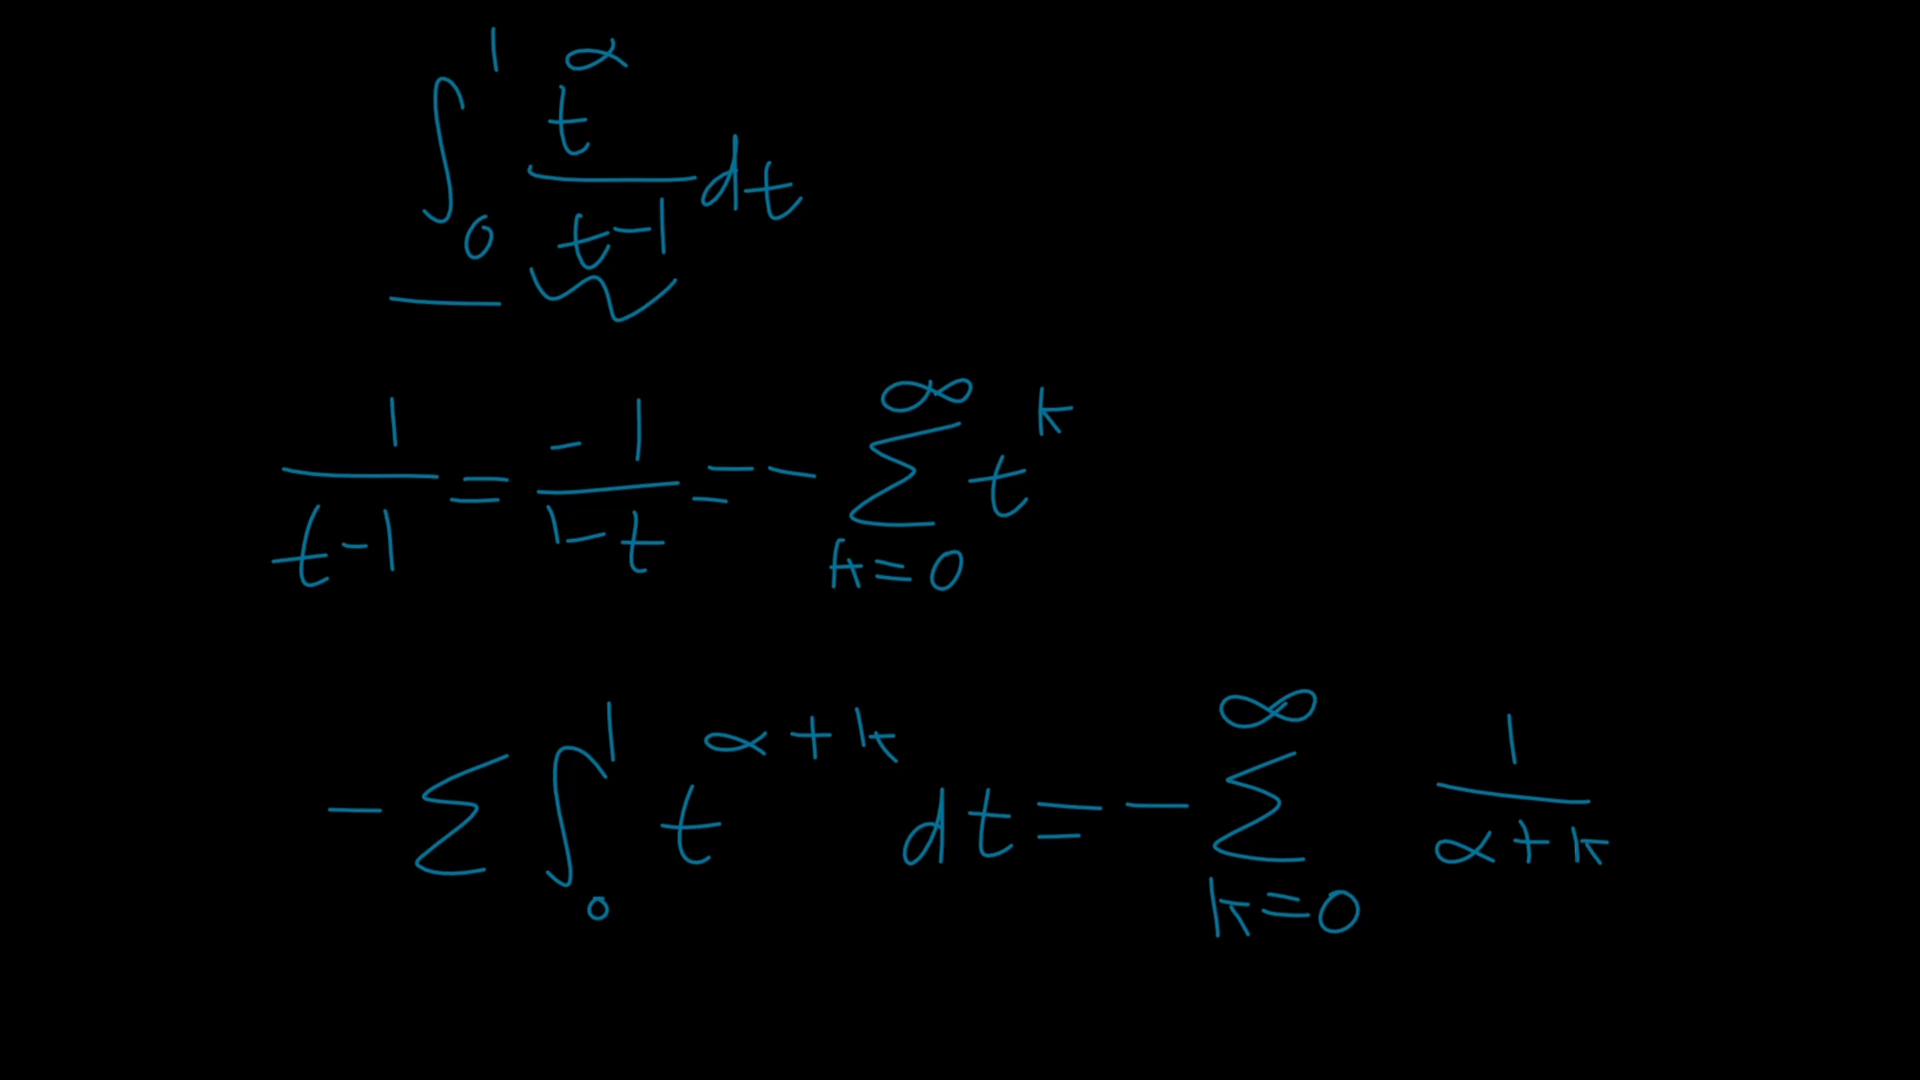 ∫₀¹ t^α/(t-1) dt
1/(t-1) = -1/(1-t) = - ∑_{k=0}^{∞} t^k
- ∑ ∫₀¹ t^{α+k} dt = - ∑_{k=0}^{∞} 1/(α+k)